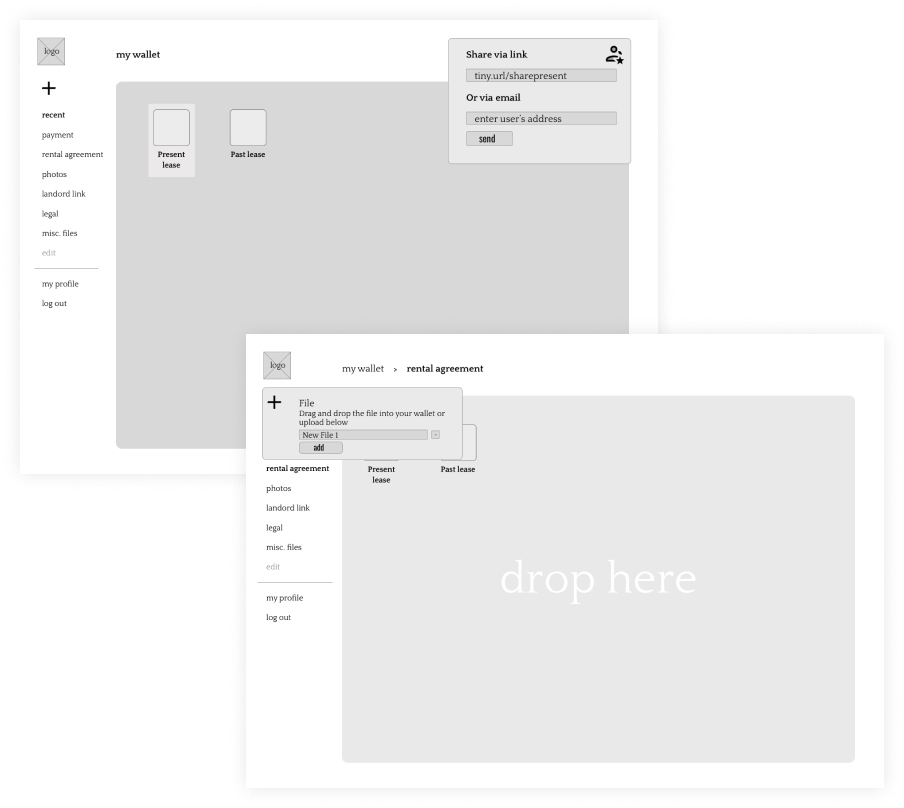 logo
my wallet
recent
payment
rental agreement
photos
landord link
legal
misc. files
edit
my profile
log out
Present
lease
Past lease
Share via link
tiny.url/sharepresent
Or via email
enter user's address
send
logo
my wallet > rental agreement
File
Drag and drop the file into your wallet or
upload below
New File 1
add
rental agreement
photos
landord link
legal
misc. files
edit
my profile
log out
Present
lease
Past lease
drop here